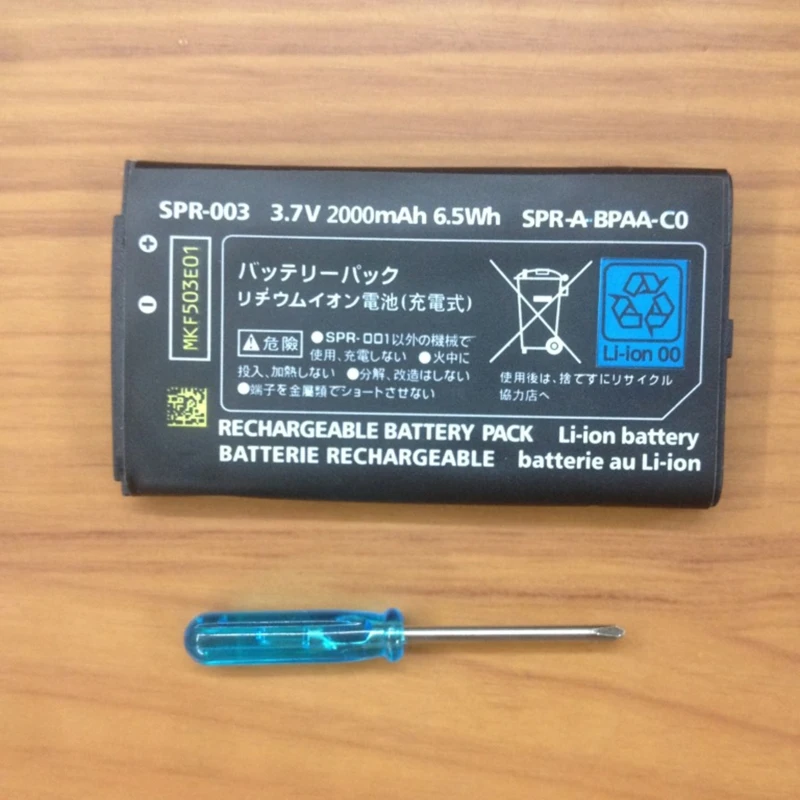 SPR-003 3.7V 2000mAh 6.5Wh SPR-A-BPAA-C0
MKF503E01
バッテリーパック
リチウムイオン電池(充電式)
危險 ●SPR-001以外の機械で
使用、充電しない ●火中に
投入、加熱しない ●分解、改造はしない
●端子を金属類でショートさせない
Li-ion 00
使用後は、捨てずにリサイクル
協力店へ
RECHARGEABLE BATTERY PACK Li-ion battery
BATTERIE RECHARGEABLE batterie au Li-ion